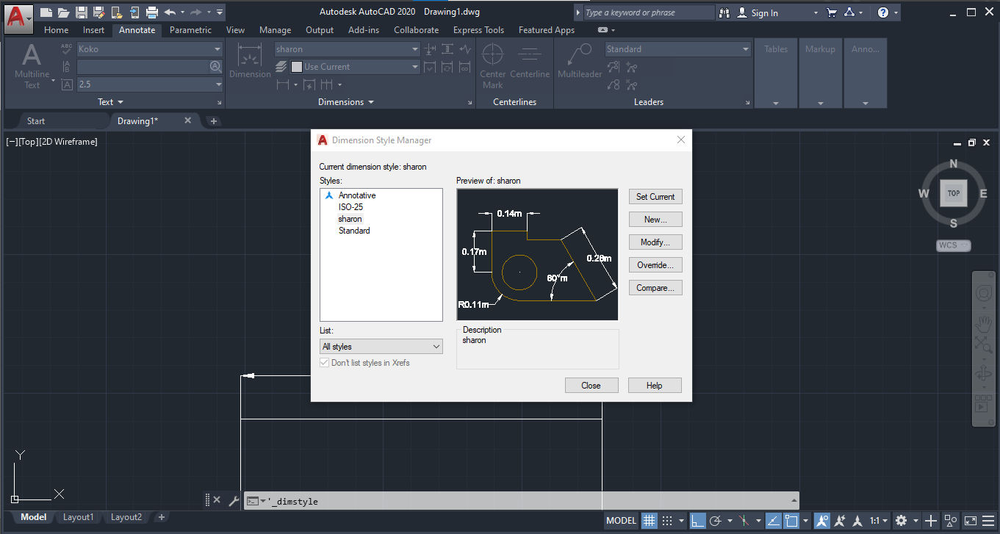 Autodesk AutoCAD 2020 Drawing1.dwg
Type a keyword or phrase
Sign In
Home Insert Annotate Parametric View Manage Output Add-ins Collaborate Express Tools Featured Apps
A
Multiline
Text
ABC
Koko
A
2.5
Text
Dimension
sharon
Use Current
Dimensions
Center
Mark
Centerline
Centerlines
Multileader
Standard
Leaders
Tables
Markup
Anno...
Start
Drawing1*
[−][Top][2D Wireframe]
N
W
TOP
E
S
WCS
Dimension Style Manager
Current dimension style: sharon
Styles:
Annotative
ISO-25
sharon
Standard
Preview of: sharon
0.14m
0.17m
0.28m
60°m
R0.11m
Set Current
New...
Modify...
Override...
Compare...
List:
All styles
Don't list styles in Xrefs
Description
sharon
Close
Help
Y
X
'_dimstyle
Model
Layout1
Layout2
MODEL
1:1